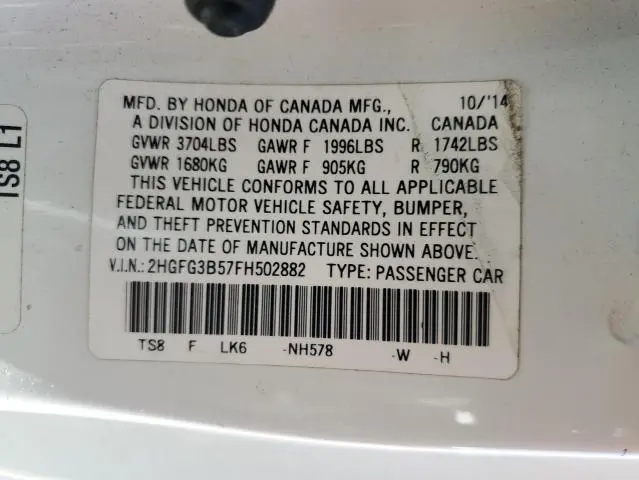 MFD. BY HONDA OF CANADA MFG., 10/'14
A DIVISION OF HONDA CANADA INC. CANADA
GVWR 3704LBS GAWR F 1996LBS R 1742LBS
GVWR 1680KG GAWR F 905KG R 790KG
THIS VEHICLE CONFORMS TO ALL APPLICABLE
FEDERAL MOTOR VEHICLE SAFETY, BUMPER,
AND THEFT PREVENTION STANDARDS IN EFFECT
ON THE DATE OF MANUFACTURE SHOWN ABOVE.
V.I.N.: 2HGFG3B57FH502882 TYPE: PASSENGER CAR
TS8 F LK6 -NH578 -W -H
TS8 L1